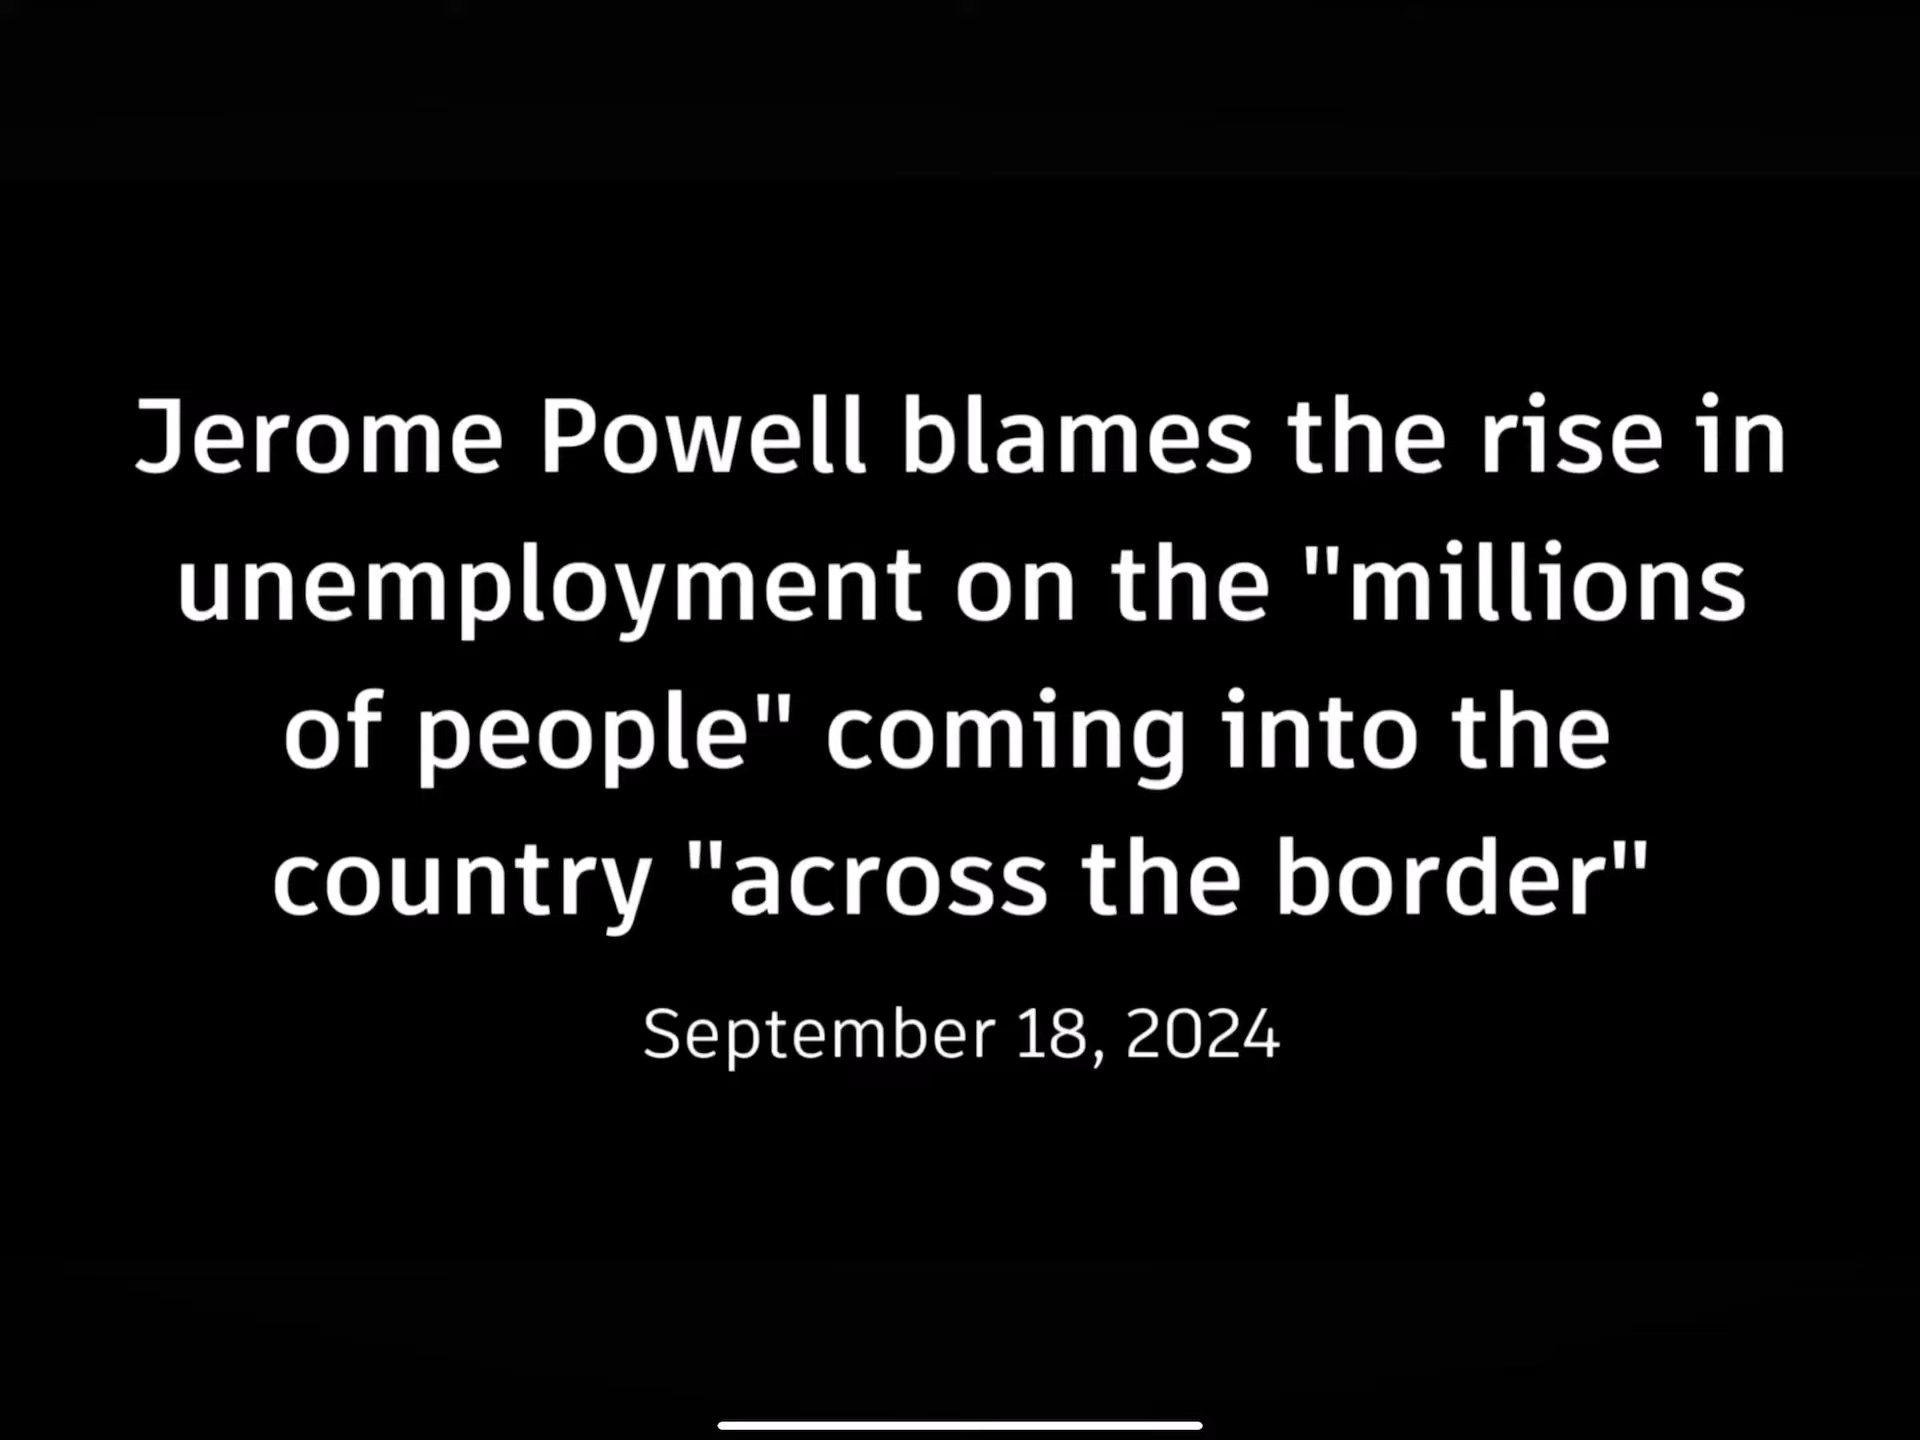 Jerome Powell blames the rise in
unemployment on the "millions
of people" coming into the
country "across the border"
September 18, 2024